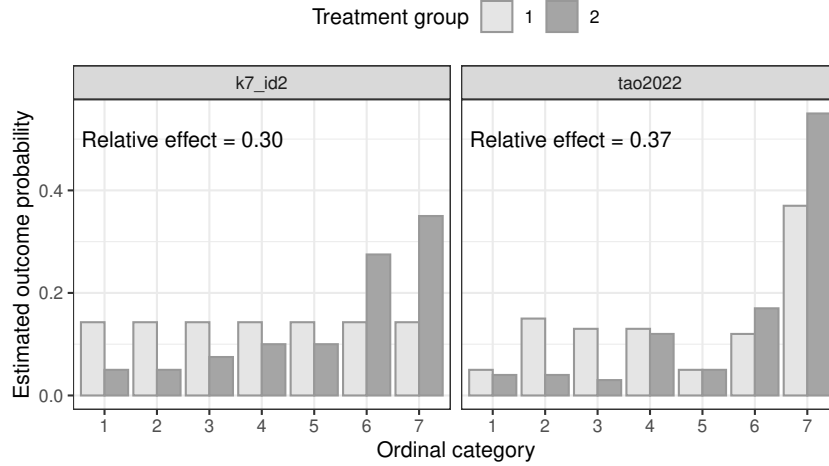 Treatment group 1 2
k7_id2 tao2022
Relative effect = 0.30 Relative effect = 0.37
Estimated outcome probability
0.4
0.2
0.0
1 2 3 4 5 6 7 1 2 3 4 5 6 7
Ordinal category